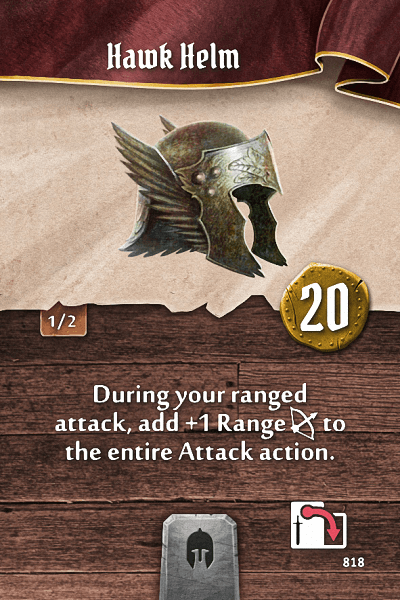 Hawk Helm
20
1/2
During your ranged
attack, add +1 Range to
the entire Attack action.
818